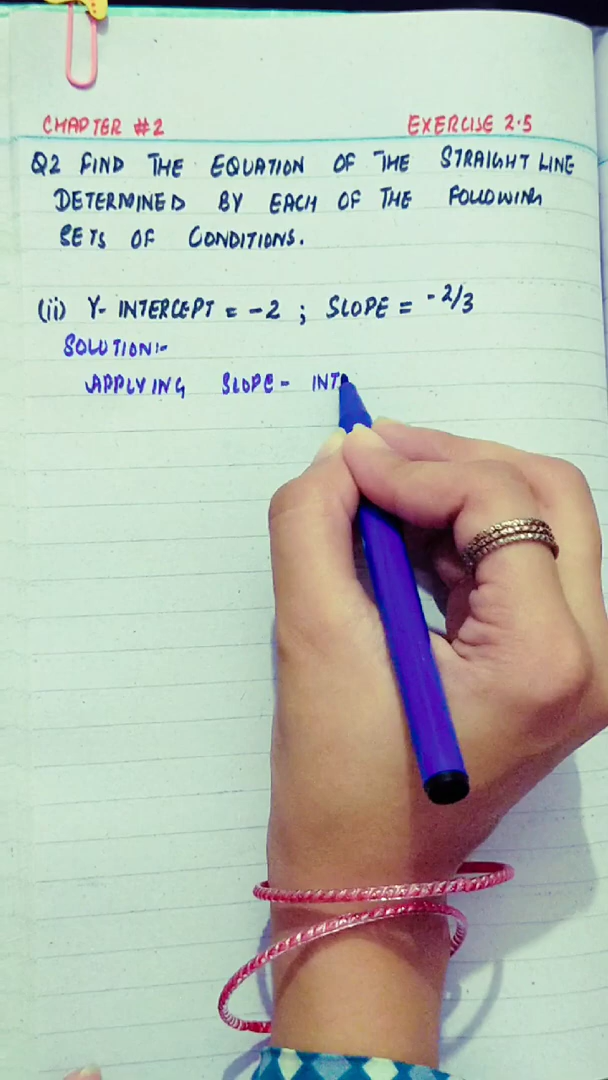 CHAPTER #2 EXERCISE 2.5
Q2 FIND THE EQUATION OF THE STRAIGHT LINE
DETERMINED BY EACH OF THE FOLLOWING
SETS OF CONDITIONS.
(ii) Y-INTERCEPT = -2 ; SLOPE = -2/3
SOLUTION:-
APPLYING SLOPE- INT